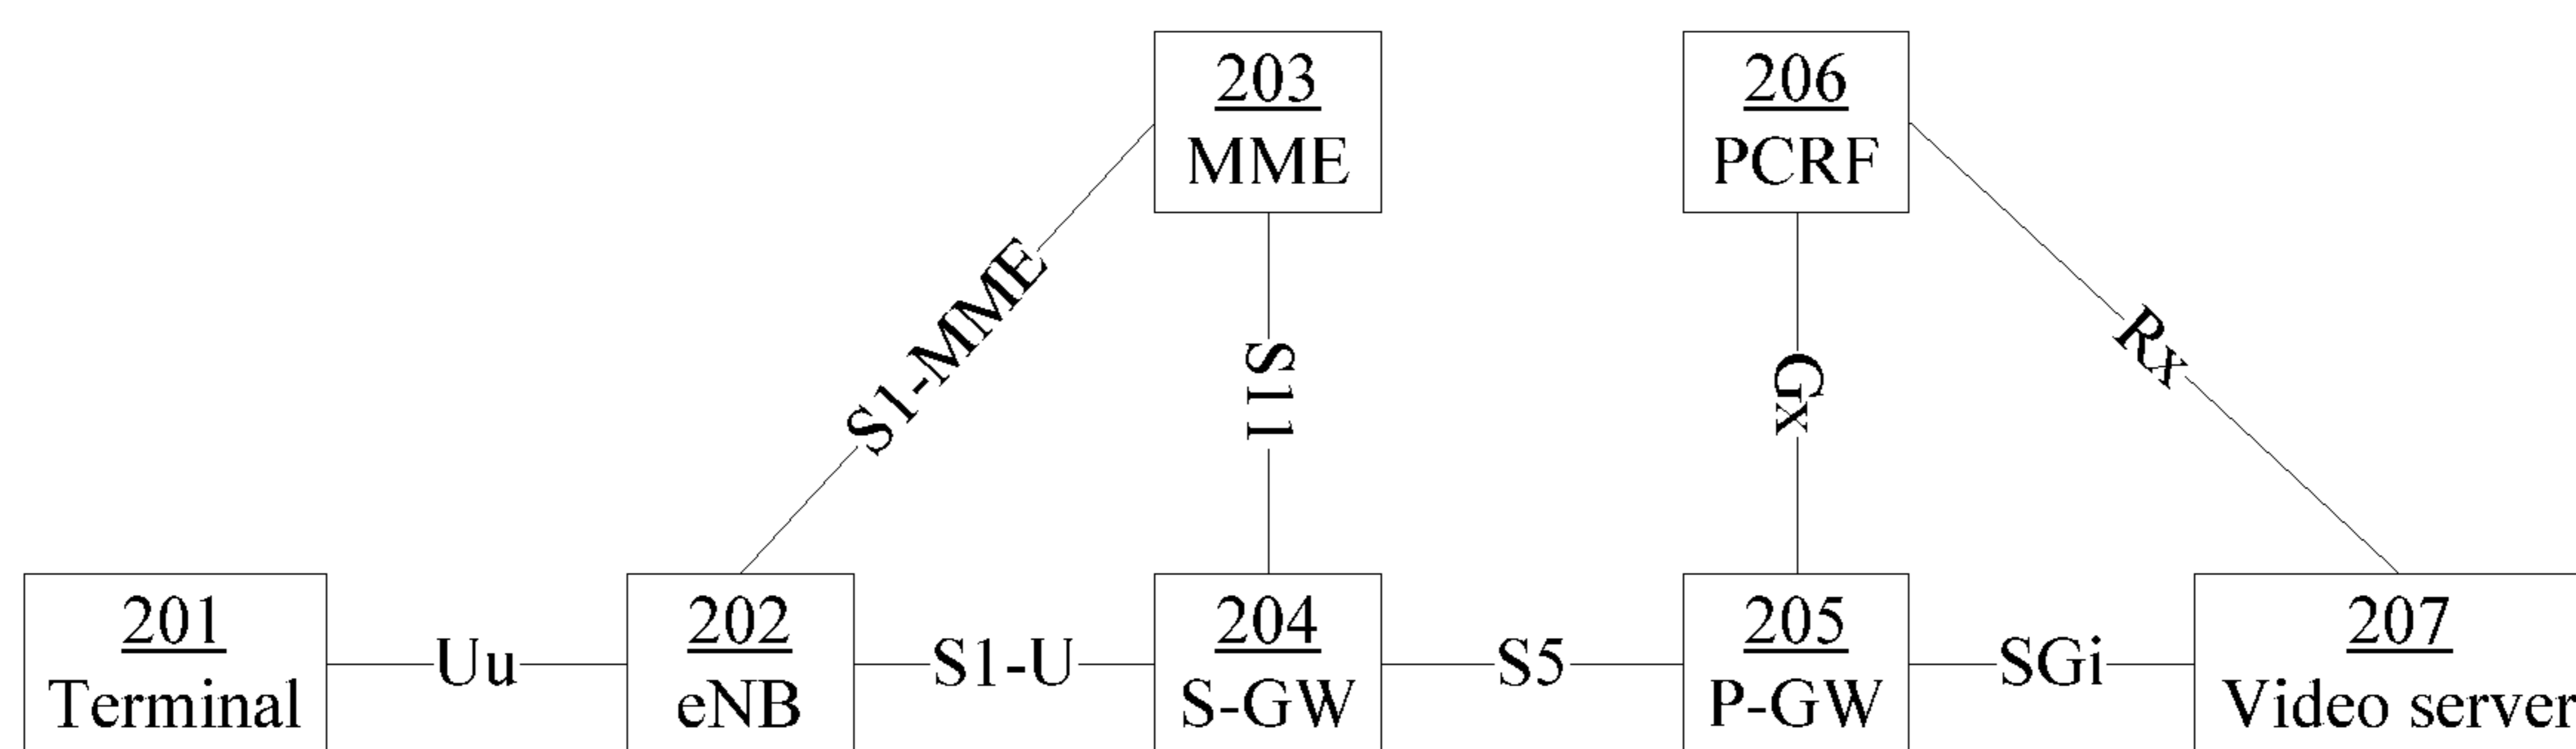 203
MME
206
PCRF
S1-MME
S11
Gx
Rx
201
Terminal
Uu
202
eNB
S1-U
204
S-GW
S5
205
P-GW
SGi
207
Video server